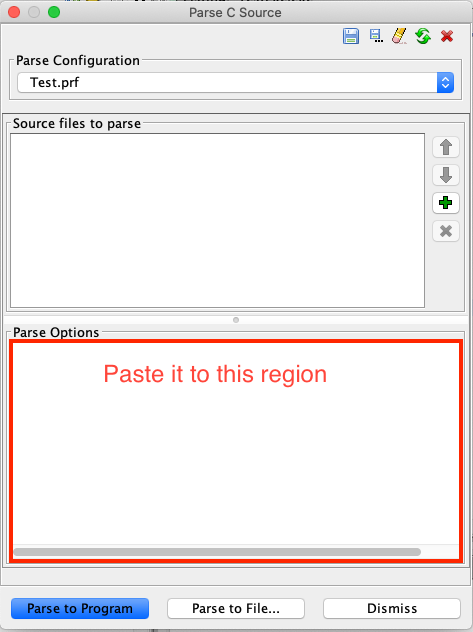 Parse C Source
Parse Configuration
Test.prf
Source files to parse
Parse Options
Paste it to this region
Parse to Program
Parse to File...
Dismiss